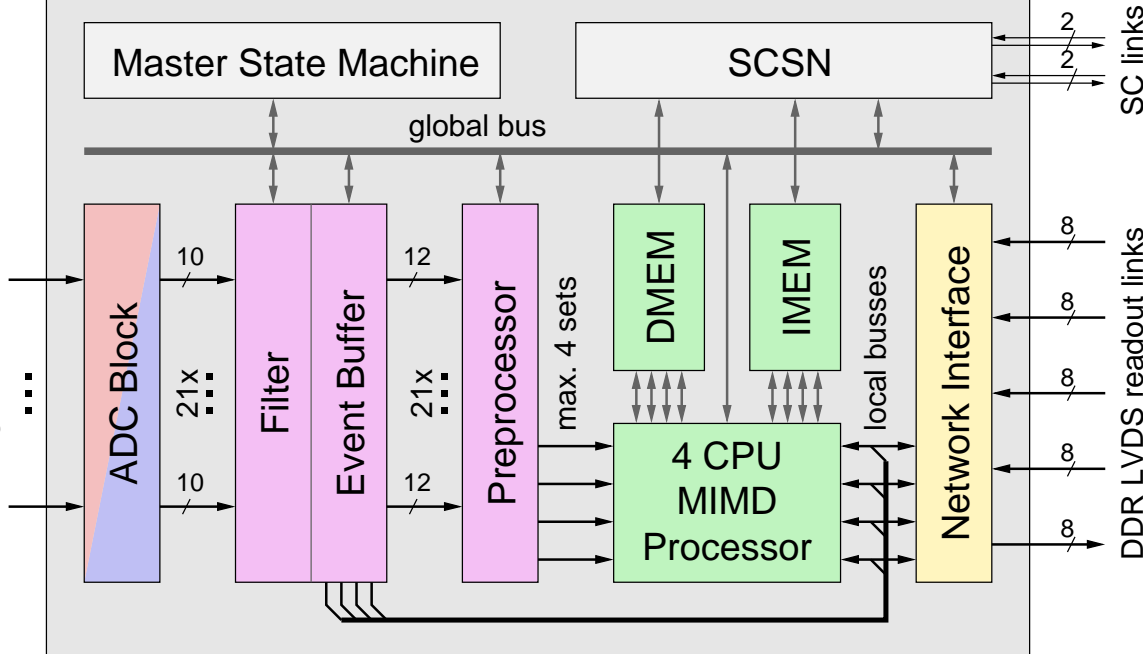 Master State Machine
SCSN
2
2
SC links
global bus
ADC Block
10
10
21x
Filter
Event Buffer
12
12
21x
Preprocessor
max. 4 sets
DMEM
IMEM
4 CPU
MIMD
Processor
local busses
Network Interface
8
8
8
8
8
DDR LVDS readout links